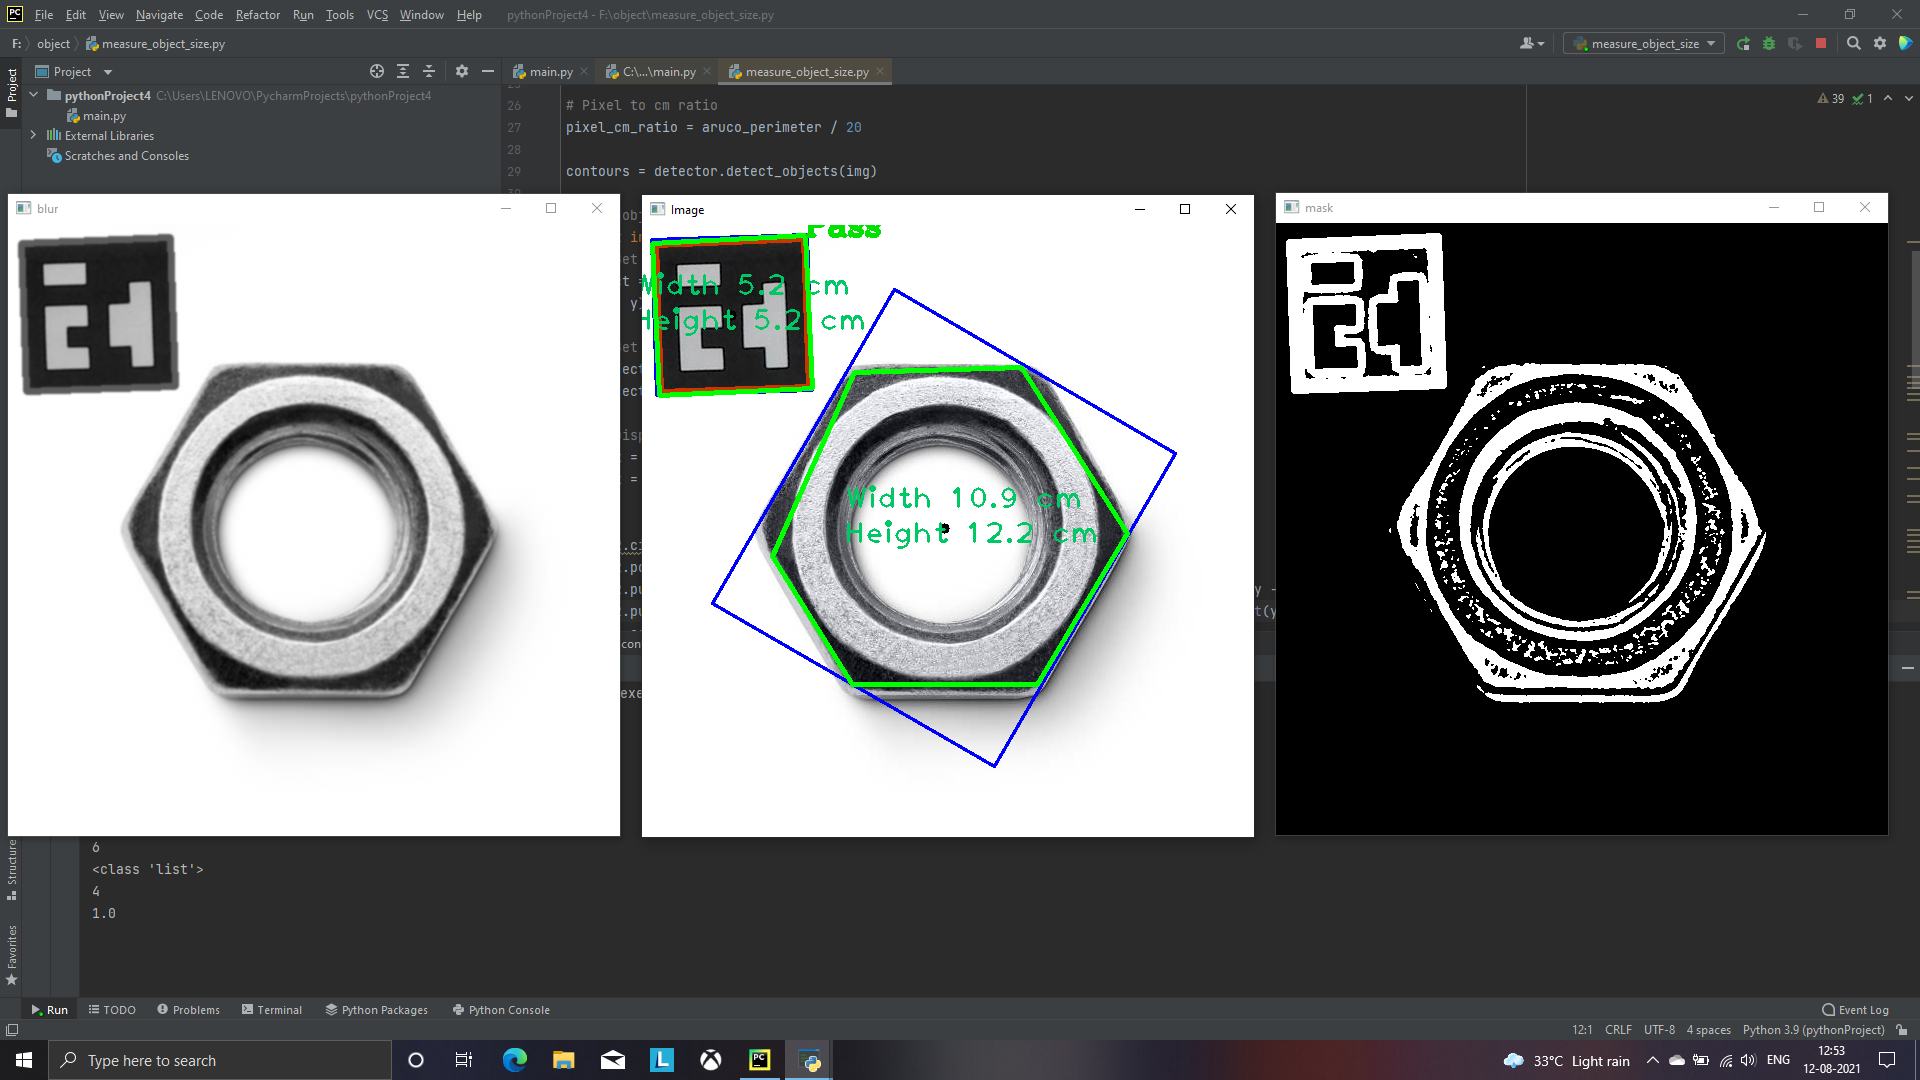 File Edit View Navigate Code Refactor Run Tools VCS Window Help pythonProject4 - F:\object\measure_object_size.py
F: object measure_object_size.py
measure_object_size
Project
Project
main.py
C:\...\main.py
measure_object_size.py
pythonProject4 C:\Users\LENOVO\PycharmProjects\pythonProject4
main.py
External Libraries
Scratches and Consoles
26 # Pixel to cm ratio
27 pixel_cm_ratio = aruco_perimeter / 20
28
29 contours = detector.detect_objects(img)
39 1
blur
Image
mask
Pass
Width 5.2 cm
Height 5.2 cm
Width 10.9 cm
Height 12.2 cm
6
<class 'list'>
4
1.0
Structure
Favorites
Run TODO Problems Terminal Python Packages Python Console Event Log
12:1 CRLF UTF-8 4 spaces Python 3.9 (pythonProject)
Type here to search
33°C Light rain ENG
12:53
12-08-2021